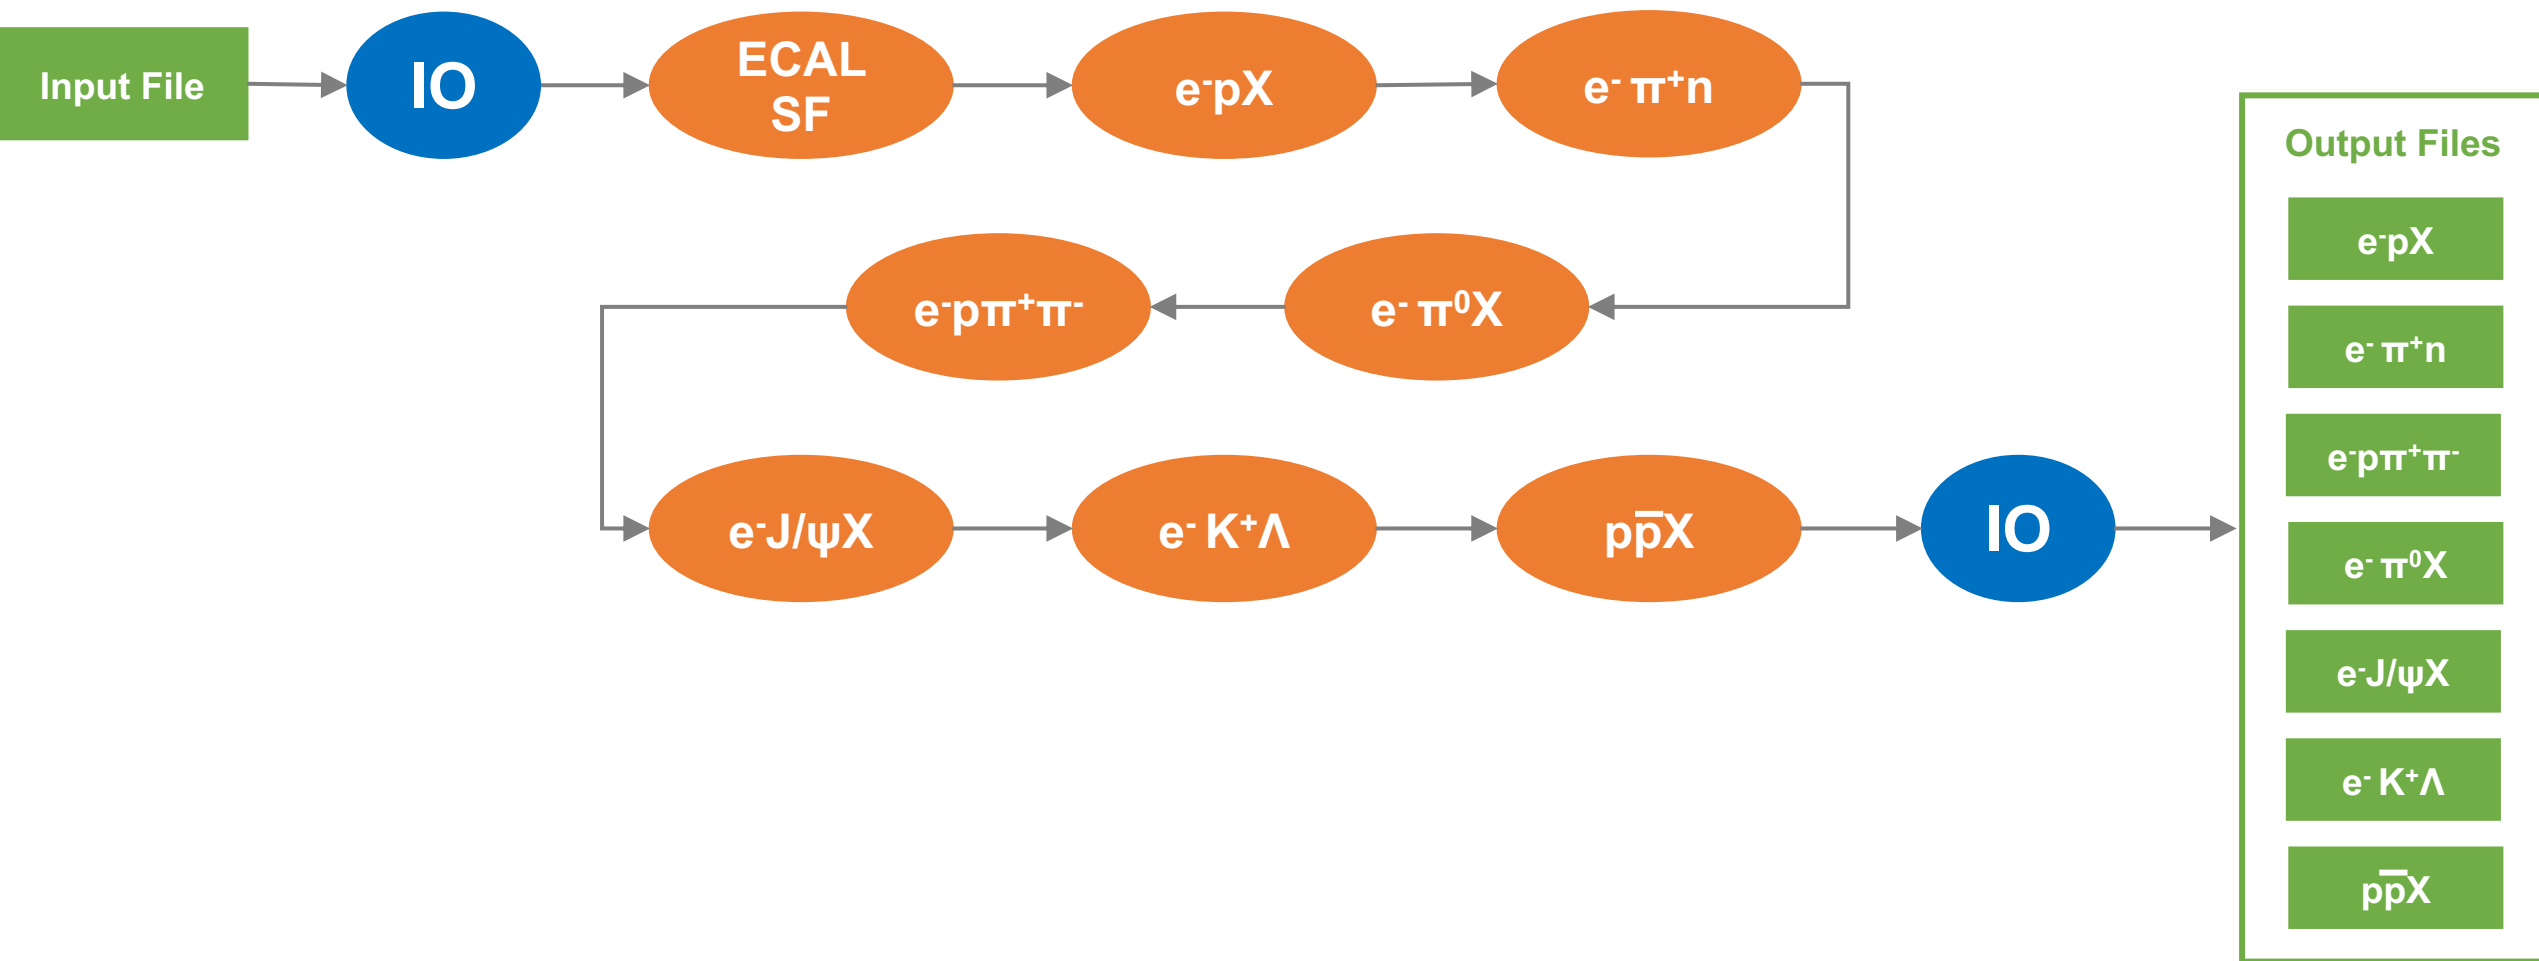 Input File
IO
ECAL
SF
e⁻pX
e⁻ π⁺n
e⁻pπ⁺π⁻
e⁻ π⁰X
e⁻J/ψX
e⁻ K⁺Λ
pp̅X
IO
Output Files
e⁻pX
e⁻ π⁺n
e⁻pπ⁺π⁻
e⁻ π⁰X
e⁻J/ψX
e⁻ K⁺Λ
pp̅X